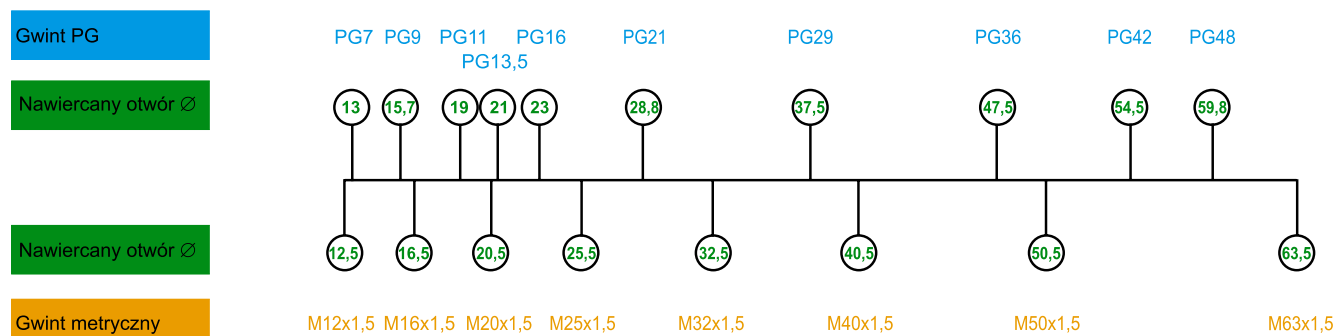 Gwint PG PG7 PG9 PG11 PG16 PG21 PG29 PG36 PG42 PG48
PG13,5
Nawiercany otwór ∅ 13 15,7 19 21 23 28,8 37,5 47,5 54,5 59,8
Nawiercany otwór ∅ 12,5 16,5 20,5 25,5 32,5 40,5 50,5 63,5
Gwint metryczny M12x1,5 M16x1,5 M20x1,5 M25x1,5 M32x1,5 M40x1,5 M50x1,5 M63x1,5